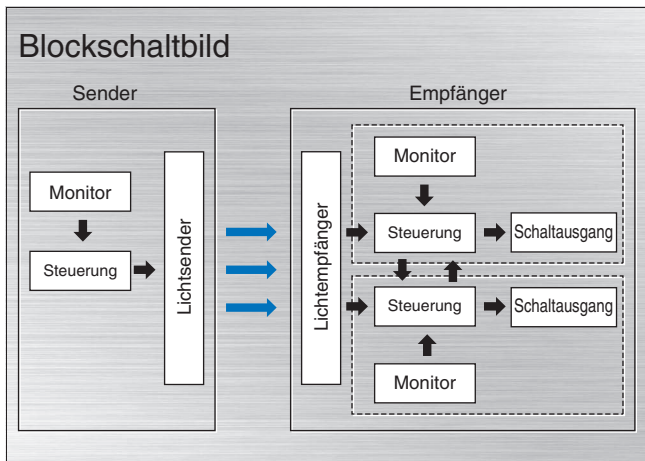 Blockschaltbild
Sender
Empfänger
Monitor
Steuerung
Lichtsender
Lichtempfänger
Monitor
Steuerung
Schaltausgang
Steuerung
Schaltausgang
Monitor